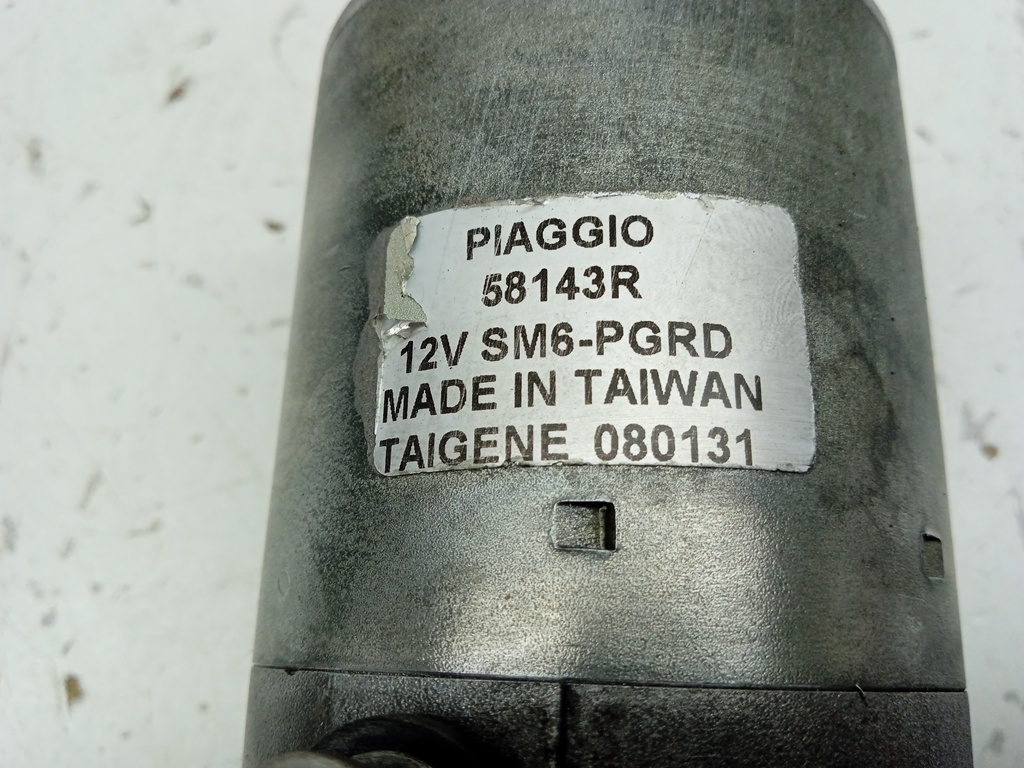 PIAGGIO
58143R
12V SM6-PGRD
MADE IN TAIWAN
TAIGENE 080131